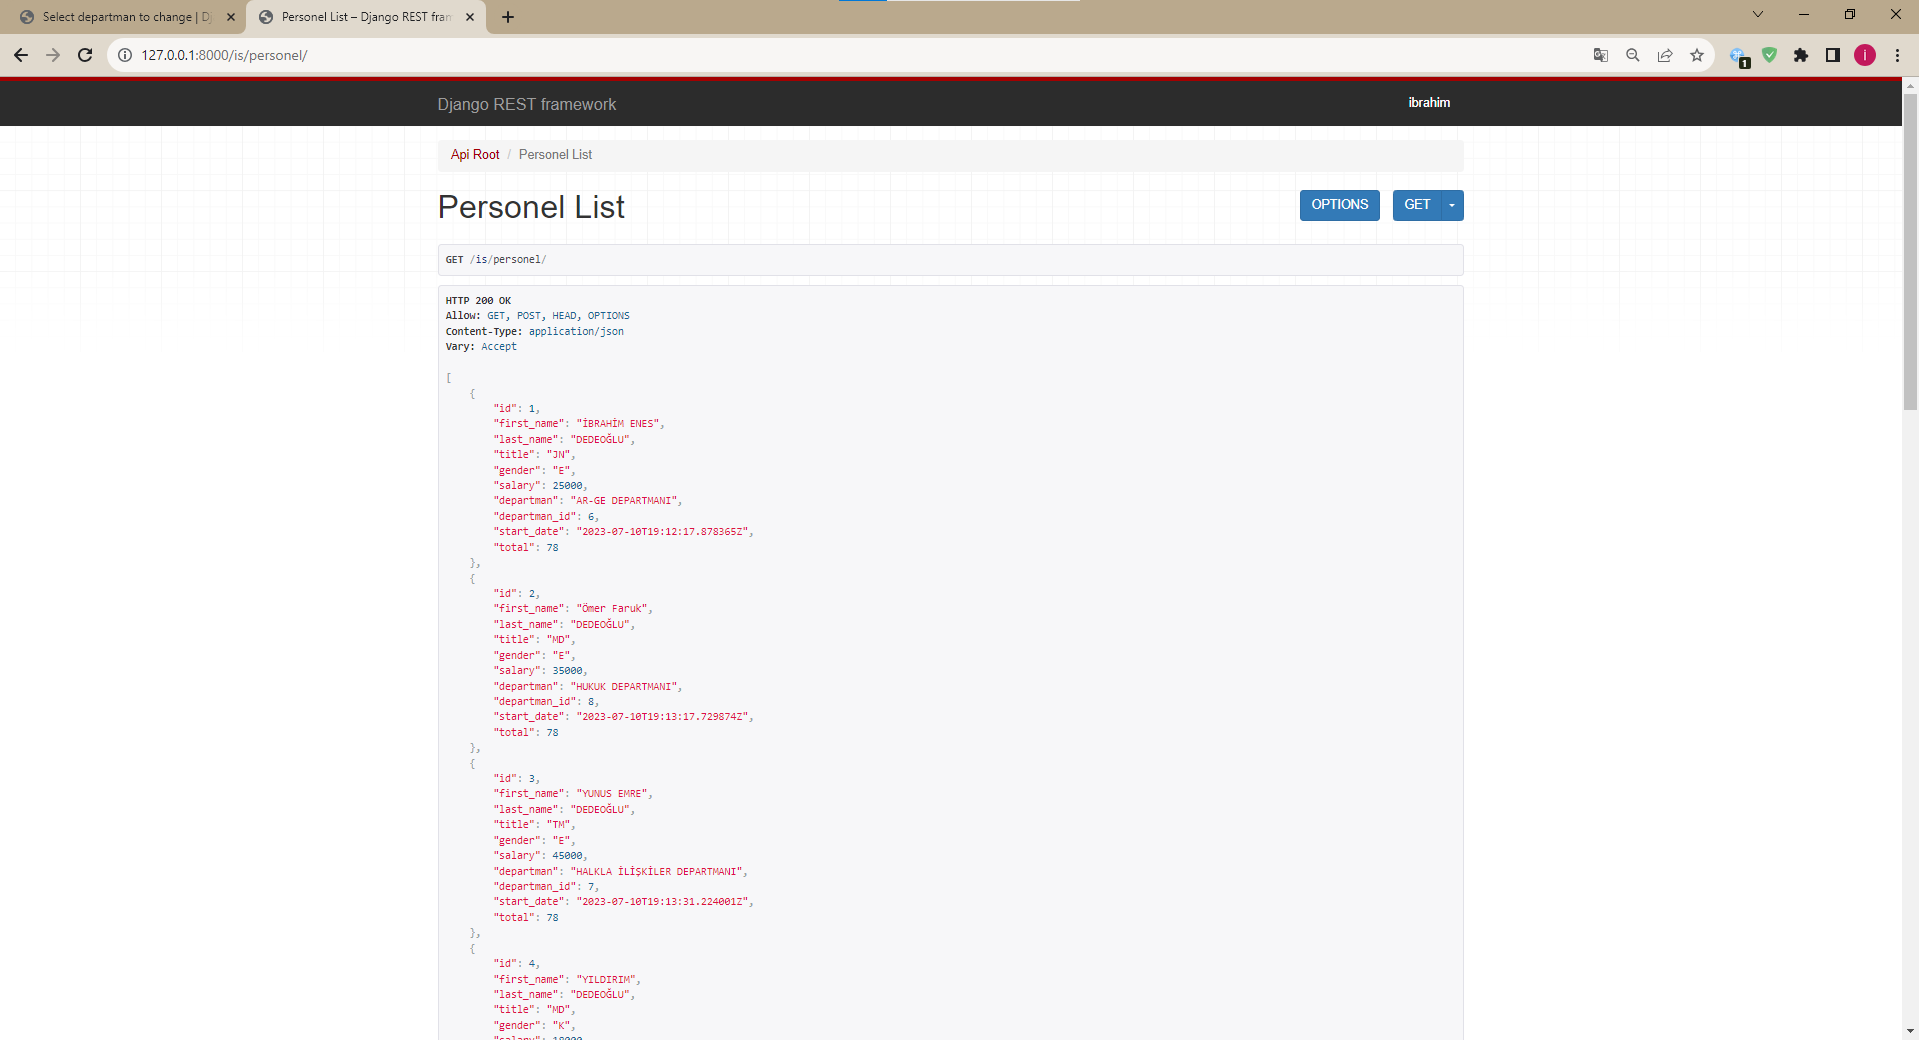 Select departman to change | Dj
Personel List – Django REST fram
127.0.0.1:8000/is/personel/
1
i
Django REST framework
ibrahim
Api Root / Personel List
Personel List
OPTIONS
GET
GET /is/personel/
HTTP 200 OK
Allow: GET, POST, HEAD, OPTIONS
Content-Type: application/json
Vary: Accept
[
{
"id": 1,
"first_name": "İBRAHİM ENES",
"last_name": "DEDEOĞLU",
"title": "JN",
"gender": "E",
"salary": 25000,
"departman": "AR-GE DEPARTMANI",
"departman_id": 6,
"start_date": "2023-07-10T19:12:17.878365Z",
"total": 78
},
{
"id": 2,
"first_name": "Ömer Faruk",
"last_name": "DEDEOĞLU",
"title": "MD",
"gender": "E",
"salary": 35000,
"departman": "HUKUK DEPARTMANI",
"departman_id": 8,
"start_date": "2023-07-10T19:13:17.729874Z",
"total": 78
},
{
"id": 3,
"first_name": "YUNUS EMRE",
"last_name": "DEDEOĞLU",
"title": "TM",
"gender": "E",
"salary": 45000,
"departman": "HALKLA İLİŞKİLER DEPARTMANI",
"departman_id": 7,
"start_date": "2023-07-10T19:13:31.224001Z",
"total": 78
},
{
"id": 4,
"first_name": "YILDIRIM",
"last_name": "DEDEOĞLU",
"title": "MD",
"gender": "K",
"salary": 18000